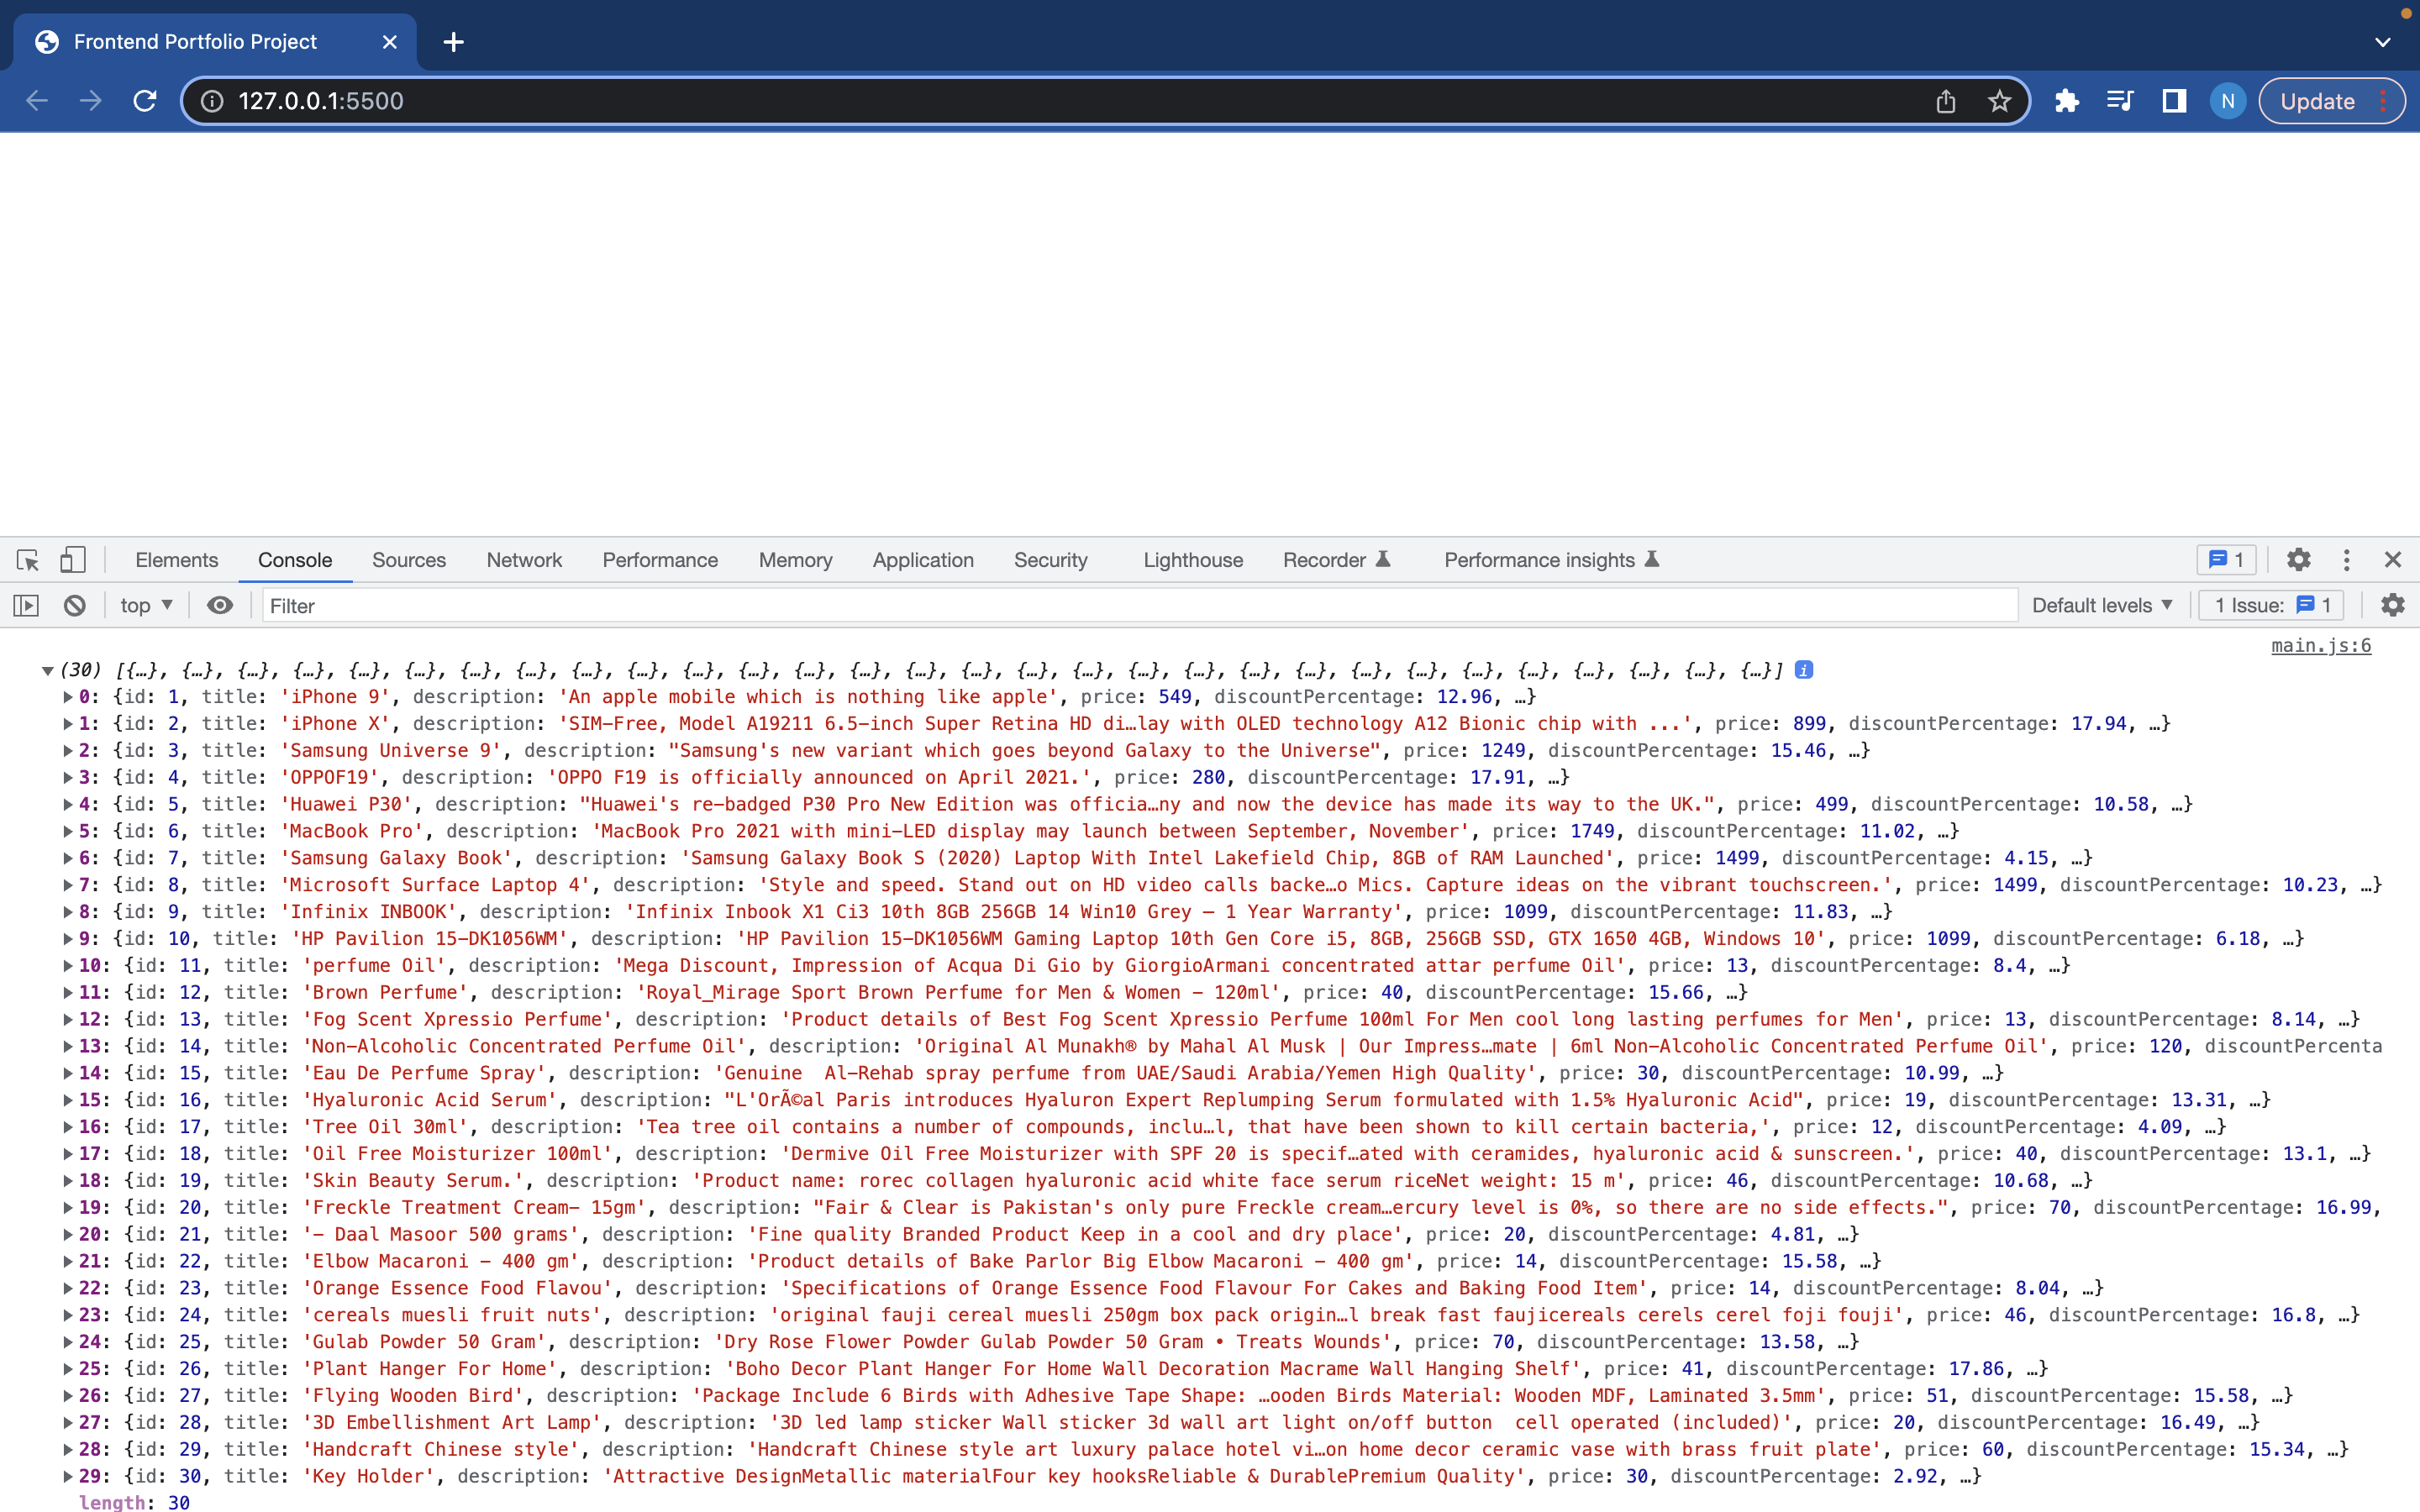 Frontend Portfolio Project
127.0.0.1:5500
N
Update
Elements Console Sources Network Performance Memory Application Security Lighthouse Recorder Performance insights 1
top Filter Default levels 1 Issue: 1
main.js:6
(30) [{…}, {…}, {…}, {…}, {…}, {…}, {…}, {…}, {…}, {…}, {…}, {…}, {…}, {…}, {…}, {…}, {…}, {…}, {…}, {…}, {…}, {…}, {…}, {…}, {…}, {…}, {…}, {…}, {…}, {…}] i
0: {id: 1, title: 'iPhone 9', description: 'An apple mobile which is nothing like apple', price: 549, discountPercentage: 12.96, …}
1: {id: 2, title: 'iPhone X', description: 'SIM-Free, Model A19211 6.5-inch Super Retina HD di…lay with OLED technology A12 Bionic chip with ...', price: 899, discountPercentage: 17.94, …}
2: {id: 3, title: 'Samsung Universe 9', description: "Samsung's new variant which goes beyond Galaxy to the Universe", price: 1249, discountPercentage: 15.46, …}
3: {id: 4, title: 'OPPOF19', description: 'OPPO F19 is officially announced on April 2021.', price: 280, discountPercentage: 17.91, …}
4: {id: 5, title: 'Huawei P30', description: "Huawei's re-badged P30 Pro New Edition was officia…ny and now the device has made its way to the UK.", price: 499, discountPercentage: 10.58, …}
5: {id: 6, title: 'MacBook Pro', description: 'MacBook Pro 2021 with mini-LED display may launch between September, November', price: 1749, discountPercentage: 11.02, …}
6: {id: 7, title: 'Samsung Galaxy Book', description: 'Samsung Galaxy Book S (2020) Laptop With Intel Lakefield Chip, 8GB of RAM Launched', price: 1499, discountPercentage: 4.15, …}
7: {id: 8, title: 'Microsoft Surface Laptop 4', description: 'Style and speed. Stand out on HD video calls backe…o Mics. Capture ideas on the vibrant touchscreen.', price: 1499, discountPercentage: 10.23, …}
8: {id: 9, title: 'Infinix INBOOK', description: 'Infinix Inbook X1 Ci3 10th 8GB 256GB 14 Win10 Grey – 1 Year Warranty', price: 1099, discountPercentage: 11.83, …}
9: {id: 10, title: 'HP Pavilion 15-DK1056WM', description: 'HP Pavilion 15-DK1056WM Gaming Laptop 10th Gen Core i5, 8GB, 256GB SSD, GTX 1650 4GB, Windows 10', price: 1099, discountPercentage: 6.18, …}
10: {id: 11, title: 'perfume Oil', description: 'Mega Discount, Impression of Acqua Di Gio by GiorgioArmani concentrated attar perfume Oil', price: 13, discountPercentage: 8.4, …}
11: {id: 12, title: 'Brown Perfume', description: 'Royal_Mirage Sport Brown Perfume for Men & Women - 120ml', price: 40, discountPercentage: 15.66, …}
12: {id: 13, title: 'Fog Scent Xpressio Perfume', description: 'Product details of Best Fog Scent Xpressio Perfume 100ml For Men cool long lasting perfumes for Men', price: 13, discountPercentage: 8.14, …}
13: {id: 14, title: 'Non-Alcoholic Concentrated Perfume Oil', description: 'Original Al Munakh® by Mahal Al Musk | Our Impress…mate | 6ml Non-Alcoholic Concentrated Perfume Oil', price: 120, discountPercenta
14: {id: 15, title: 'Eau De Perfume Spray', description: 'Genuine  Al-Rehab spray perfume from UAE/Saudi Arabia/Yemen High Quality', price: 30, discountPercentage: 10.99, …}
15: {id: 16, title: 'Hyaluronic Acid Serum', description: "L'OrÃ©al Paris introduces Hyaluron Expert Replumping Serum formulated with 1.5% Hyaluronic Acid", price: 19, discountPercentage: 13.31, …}
16: {id: 17, title: 'Tree Oil 30ml', description: 'Tea tree oil contains a number of compounds, inclu…l, that have been shown to kill certain bacteria,', price: 12, discountPercentage: 4.09, …}
17: {id: 18, title: 'Oil Free Moisturizer 100ml', description: 'Dermive Oil Free Moisturizer with SPF 20 is specif…ated with ceramides, hyaluronic acid & sunscreen.', price: 40, discountPercentage: 13.1, …}
18: {id: 19, title: 'Skin Beauty Serum.', description: 'Product name: rorec collagen hyaluronic acid white face serum riceNet weight: 15 m', price: 46, discountPercentage: 10.68, …}
19: {id: 20, title: 'Freckle Treatment Cream- 15gm', description: "Fair & Clear is Pakistan's only pure Freckle cream…ercury level is 0%, so there are no side effects.", price: 70, discountPercentage: 16.99,
20: {id: 21, title: '- Daal Masoor 500 grams', description: 'Fine quality Branded Product Keep in a cool and dry place', price: 20, discountPercentage: 4.81, …}
21: {id: 22, title: 'Elbow Macaroni - 400 gm', description: 'Product details of Bake Parlor Big Elbow Macaroni - 400 gm', price: 14, discountPercentage: 15.58, …}
22: {id: 23, title: 'Orange Essence Food Flavou', description: 'Specifications of Orange Essence Food Flavour For Cakes and Baking Food Item', price: 14, discountPercentage: 8.04, …}
23: {id: 24, title: 'cereals muesli fruit nuts', description: 'original fauji cereal muesli 250gm box pack origin…l break fast faujicereals cerels cerel foji fouji', price: 46, discountPercentage: 16.8, …}
24: {id: 25, title: 'Gulab Powder 50 Gram', description: 'Dry Rose Flower Powder Gulab Powder 50 Gram • Treats Wounds', price: 70, discountPercentage: 13.58, …}
25: {id: 26, title: 'Plant Hanger For Home', description: 'Boho Decor Plant Hanger For Home Wall Decoration Macrame Wall Hanging Shelf', price: 41, discountPercentage: 17.86, …}
26: {id: 27, title: 'Flying Wooden Bird', description: 'Package Include 6 Birds with Adhesive Tape Shape: …ooden Birds Material: Wooden MDF, Laminated 3.5mm', price: 51, discountPercentage: 15.58, …}
27: {id: 28, title: '3D Embellishment Art Lamp', description: '3D led lamp sticker Wall sticker 3d wall art light on/off button  cell operated (included)', price: 20, discountPercentage: 16.49, …}
28: {id: 29, title: 'Handcraft Chinese style', description: 'Handcraft Chinese style art luxury palace hotel vi…on home decor ceramic vase with brass fruit plate', price: 60, discountPercentage: 15.34, …}
29: {id: 30, title: 'Key Holder', description: 'Attractive DesignMetallic materialFour key hooksReliable & DurablePremium Quality', price: 30, discountPercentage: 2.92, …}
length: 30